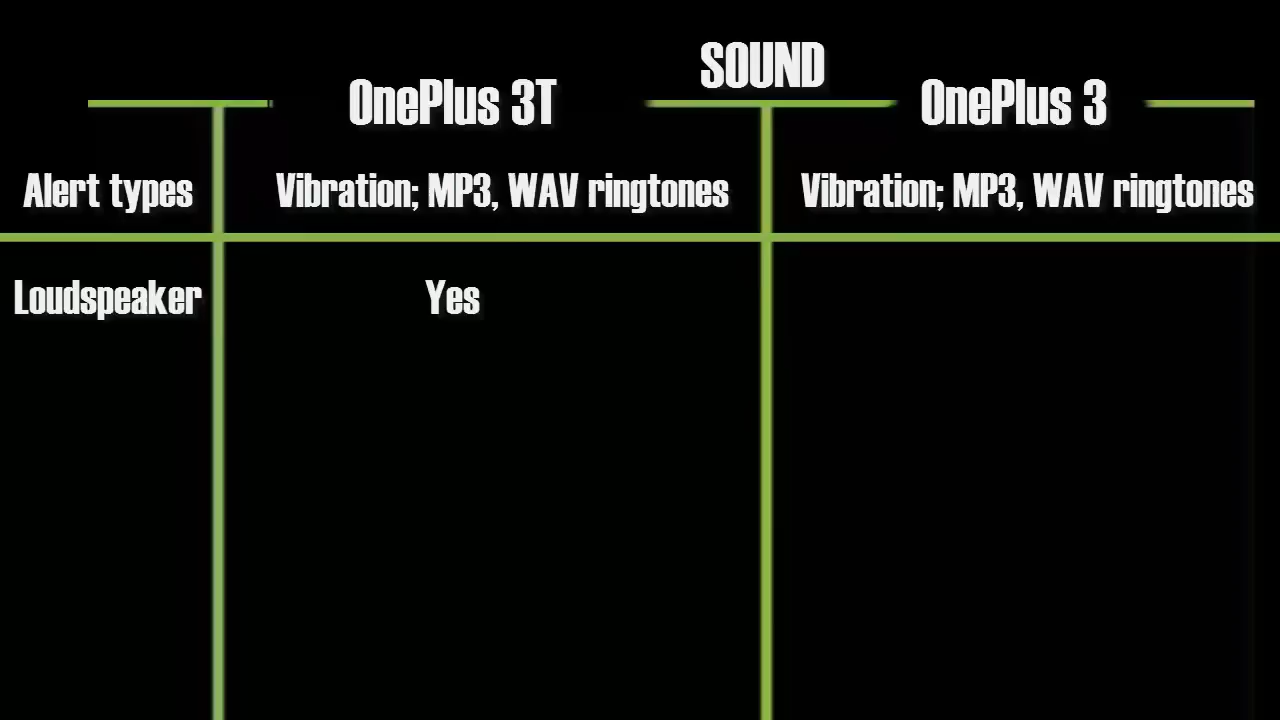 SOUND
OnePlus 3T OnePlus 3
Alert types Vibration; MP3, WAV ringtones Vibration; MP3, WAV ringtones
Loudspeaker Yes